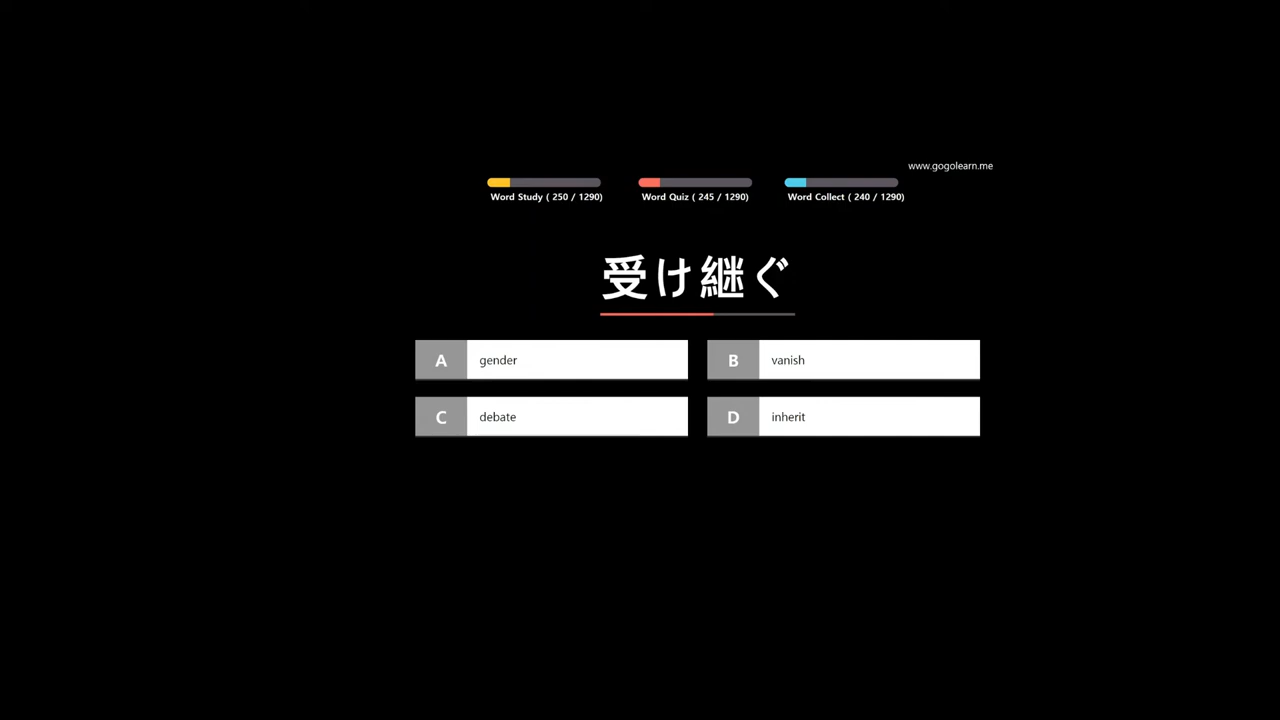 www.gogolearn.me
Word Study ( 250 / 1290)
Word Quiz ( 245 / 1290)
Word Collect ( 240 / 1290)
受け継ぐ
A gender
B vanish
C debate
D inherit